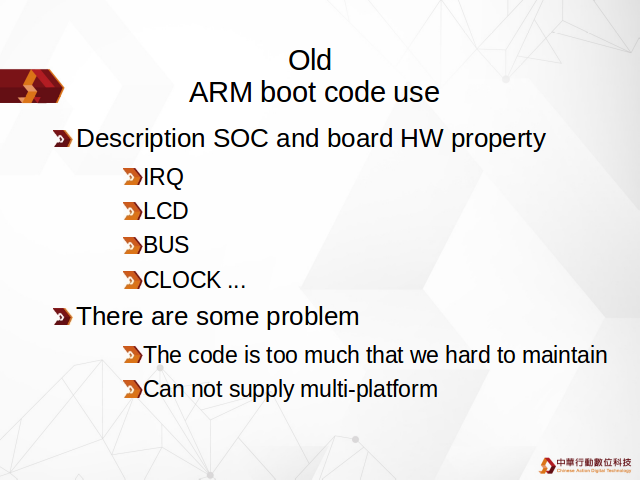 Old
ARM boot code use
Description SOC and board HW property
IRQ
LCD
BUS
CLOCK ...
There are some problem
The code is too much that we hard to maintain
Can not supply multi-platform
中華行動數位科技
Chinese Action Digital Technology